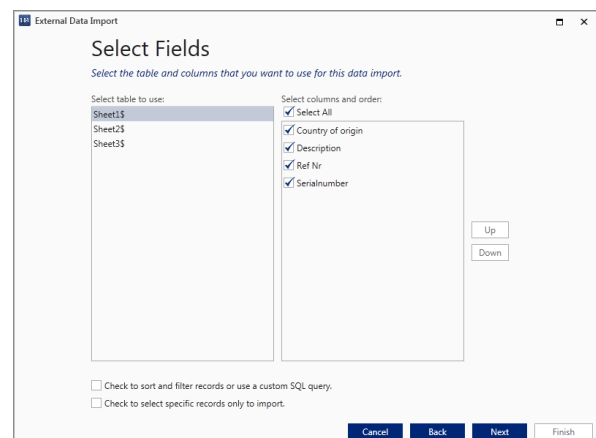 External Data Import
Select Fields
Select the table and columns that you want to use for this data import.
Select table to use:
Sheet1$
Sheet2$
Sheet3$
Select columns and order:
Select All
Country of origin
Description
Ref Nr
Serialnumber
Up
Down
Check to sort and filter records or use a custom SQL query.
Check to select specific records only to import.
Cancel Back Next Finish